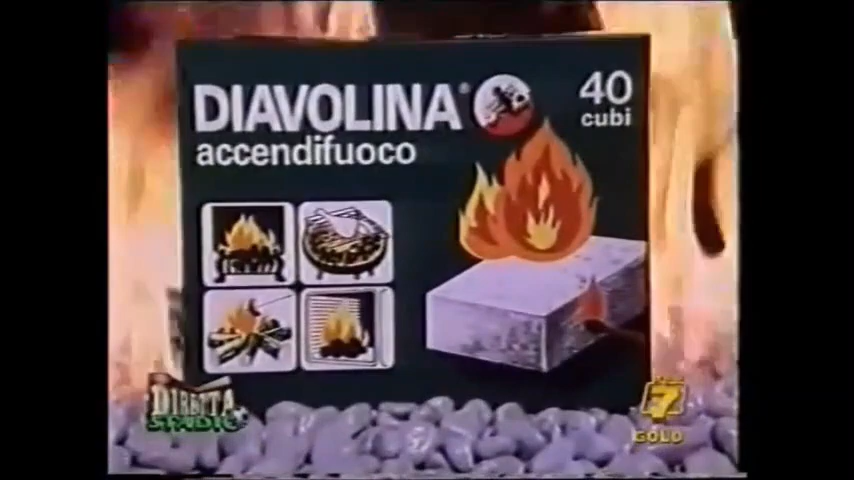 DIAVOLINA®
accendifuoco
40
cubi
DIRETTA
STADIO
7
GOLD